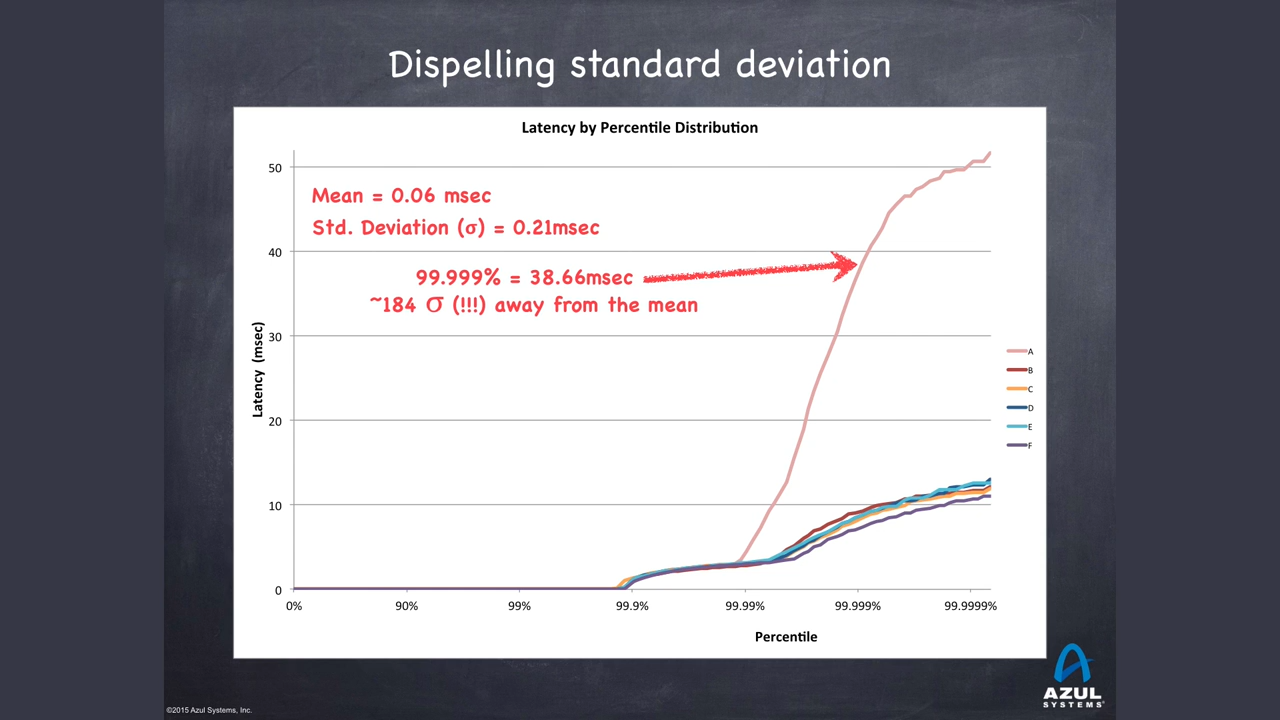 Dispelling standard deviation
Latency by Percentile Distribution
50
Mean = 0.06 msec
Std. Deviation (σ) = 0.21msec
40
99.999% = 38.66msec
~184 σ (!!!) away from the mean
30
Latency (msec)
A
B
C
D
E
F
20
10
0
0% 90% 99% 99.9% 99.99% 99.999% 99.9999%
Percentile
AZUL
SYSTEMS®
©2015 Azul Systems, Inc.